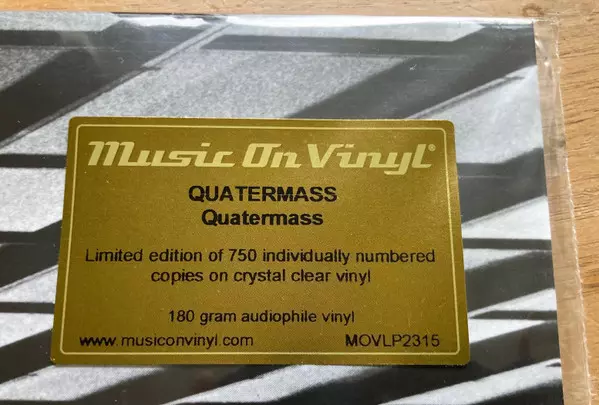 Music On Vinyl®
QUATERMASS
Quatermass
Limited edition of 750 individually numbered
copies on crystal clear vinyl
180 gram audiophile vinyl
www.musiconvinyl.com MOVLP2315